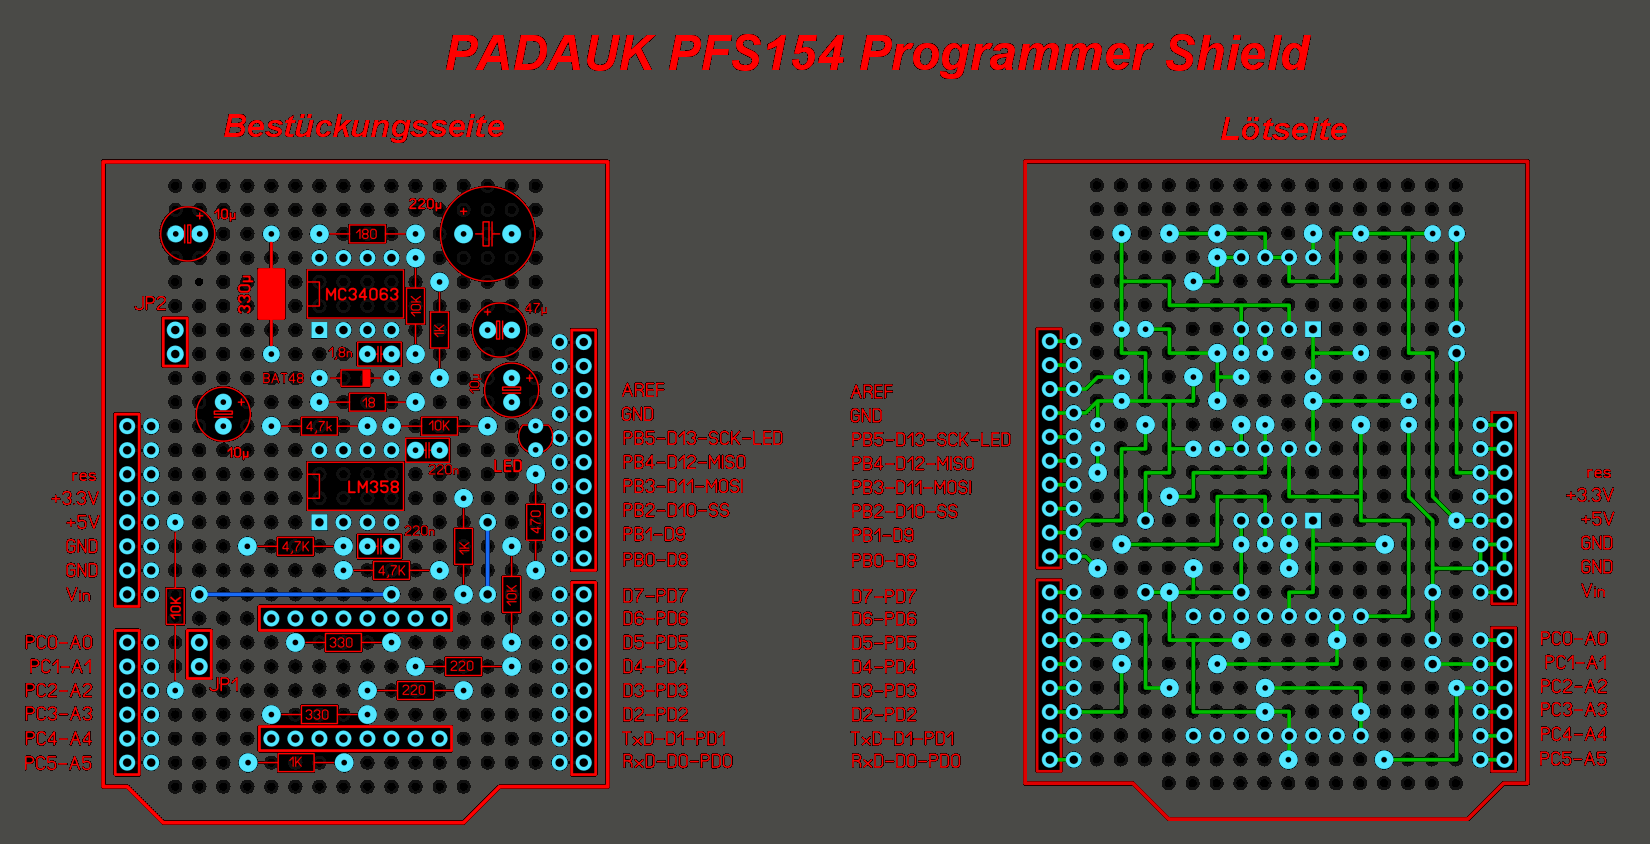 PADAUK PFS154 Programmer Shield
Bestückungsseite
Lötseite
10µ
220µ
180
330µ
MC34063
10K
1K
47µ
JP2
1,8n
BAT48
10µ
18
4,7k
10K
10µ
220n
LED
LM358
470
220n
1K
4,7K
4,7K
10K
10K
330
220
JP1
220
330
1K
res
+3.3V
+5V
GND
GND
Vin
PC0-A0
PC1-A1
PC2-A2
PC3-A3
PC4-A4
PC5-A5
AREF
GND
PB5-D13-SCK-LED
PB4-D12-MISO
PB3-D11-MOSI
PB2-D10-SS
PB1-D9
PB0-D8
D7-PD7
D6-PD6
D5-PD5
D4-PD4
D3-PD3
D2-PD2
TxD-D1-PD1
RxD-D0-PD0
AREF
GND
PB5-D13-SCK-LED
PB4-D12-MISO
PB3-D11-MOSI
PB2-D10-SS
PB1-D9
PB0-D8
D7-PD7
D6-PD6
D5-PD5
D4-PD4
D3-PD3
D2-PD2
TxD-D1-PD1
RxD-D0-PD0
res
+3.3V
+5V
GND
GND
Vin
PC0-A0
PC1-A1
PC2-A2
PC3-A3
PC4-A4
PC5-A5